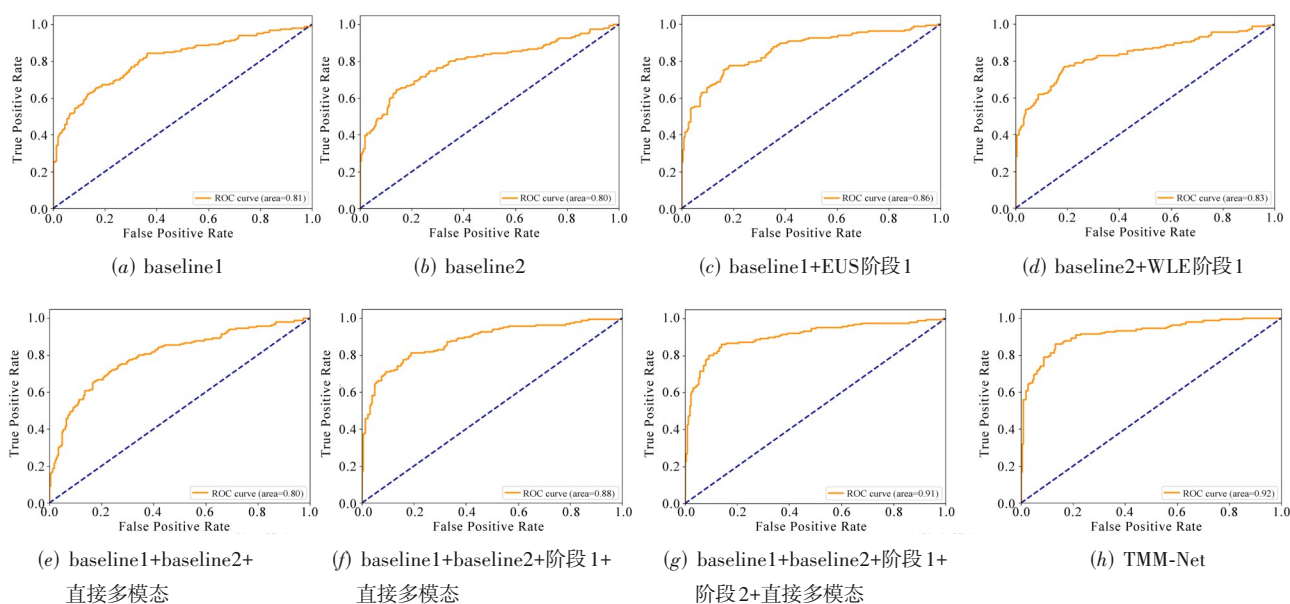 1.0
0.8
0.6
0.4
0.2
0.0
True Positive Rate
ROC curve (area=0.81)
0.0 0.2 0.4 0.6 0.8 1.0
False Positive Rate
(a) baseline1
1.0
0.8
0.6
0.4
0.2
0.0
True Positive Rate
ROC curve (area=0.80)
0.0 0.2 0.4 0.6 0.8 1.0
False Positive Rate
(b) baseline2
1.0
0.8
0.6
0.4
0.2
0.0
True Positive Rate
ROC curve (area=0.86)
0.0 0.2 0.4 0.6 0.8 1.0
False Positive Rate
(c) baseline1+EUS阶段1
1.0
0.8
0.6
0.4
0.2
0.0
True Positive Rate
ROC curve (area=0.83)
0.0 0.2 0.4 0.6 0.8 1.0
False Positive Rate
(d) baseline2+WLE阶段1
1.0
0.8
0.6
0.4
0.2
0.0
True Positive Rate
ROC curve (area=0.80)
0.0 0.2 0.4 0.6 0.8 1.0
False Positive Rate
(e) baseline1+baseline2+
直接多模态
1.0
0.8
0.6
0.4
0.2
0.0
True Positive Rate
ROC curve (area=0.88)
0.0 0.2 0.4 0.6 0.8 1.0
False Positive Rate
(f) baseline1+baseline2+阶段1+
直接多模态
1.0
0.8
0.6
0.4
0.2
0.0
True Positive Rate
ROC curve (area=0.91)
0.0 0.2 0.4 0.6 0.8 1.0
False Positive Rate
(g) baseline1+baseline2+阶段1+
阶段2+直接多模态
1.0
0.8
0.6
0.4
0.2
0.0
True Positive Rate
ROC curve (area=0.92)
0.0 0.2 0.4 0.6 0.8 1.0
False Positive Rate
(h) TMM-Net